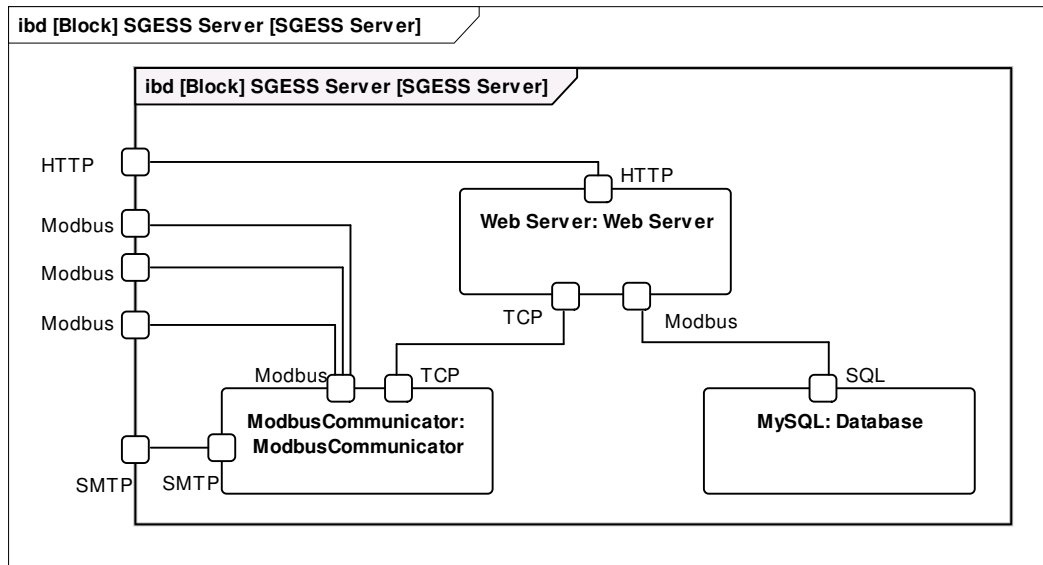 ibd [Block] SGESS Server [SGESS Server]
ibd [Block] SGESS Server [SGESS Server]
HTTP
HTTP
Modbus
Web Server: Web Server
Modbus
Modbus
TCP
Modbus
Modbus
TCP
SQL
ModbusCommunicator:
ModbusCommunicator
MySQL: Database
SMTP
SMTP